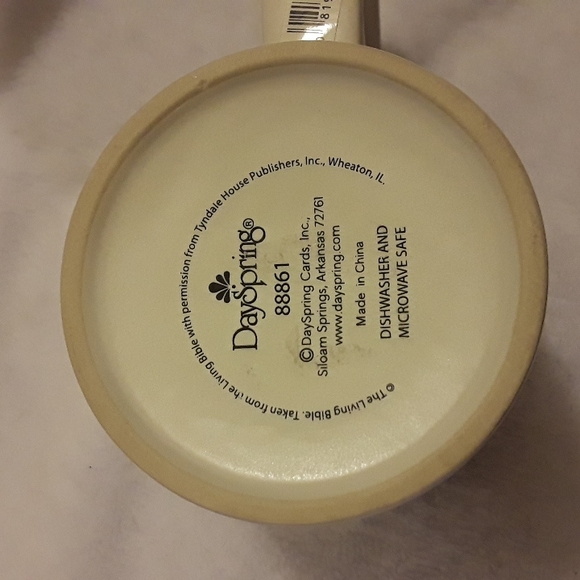 DaySpring®
88861
© DaySpring Cards, Inc.,
Siloam Springs, Arkansas 72761
www.dayspring.com
Made in China
DISHWASHER AND
MICROWAVE SAFE
© The Living Bible. Taken from the Living Bible with permission from Tyndale House Publishers, Inc., Wheaton, IL.